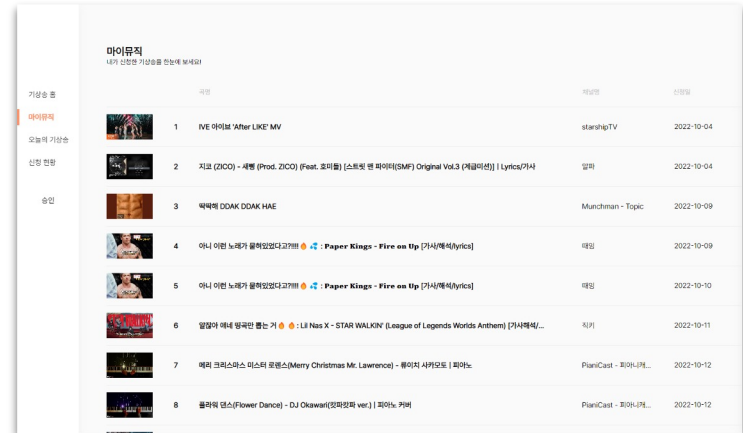 마이뮤직
내가 신청한 기상송을 한눈에 보세요!
기상송 홈
마이뮤직
오늘의 기상송
신청 현황
승인
곡명 채널명 신청일
1 IVE 아이브 'After LIKE' MV starshipTV 2022-10-04
2 지코 (ZICO) - 새삥 (Prod. ZICO) (Feat. 호미들) [스트릿 맨 파이터(SMF) Original Vol.3 (계급미션)] | Lyrics/가사 알파 2022-10-04
3 딱딱해 DDAK DDAK HAE Munchman - Topic 2022-10-09
4 아니 이런 노래가 묻혀있었다고?!!!! 🔥 💦 : Paper Kings - Fire on Up [가사/해석/lyrics] 때잉 2022-10-09
5 아니 이런 노래가 묻혀있었다고?!!!! 🔥 💦 : Paper Kings - Fire on Up [가사/해석/lyrics] 때잉 2022-10-10
6 얼잖아 얘네 띵곡만 뽑는 거 🔥 🔥 : Lil Nas X - STAR WALKIN' (League of Legends Worlds Anthem) [가사해석/... 직키 2022-10-11
7 메리 크리스마스 미스터 로렌스(Merry Christmas Mr. Lawrence) - 류이치 사카모토 | 피아노 PianiCast - 피아니캐... 2022-10-12
8 플라워 댄스(Flower Dance) - DJ Okawari(캇파캇파 ver.) | 피아노 커버 PianiCast - 피아니캐... 2022-10-12